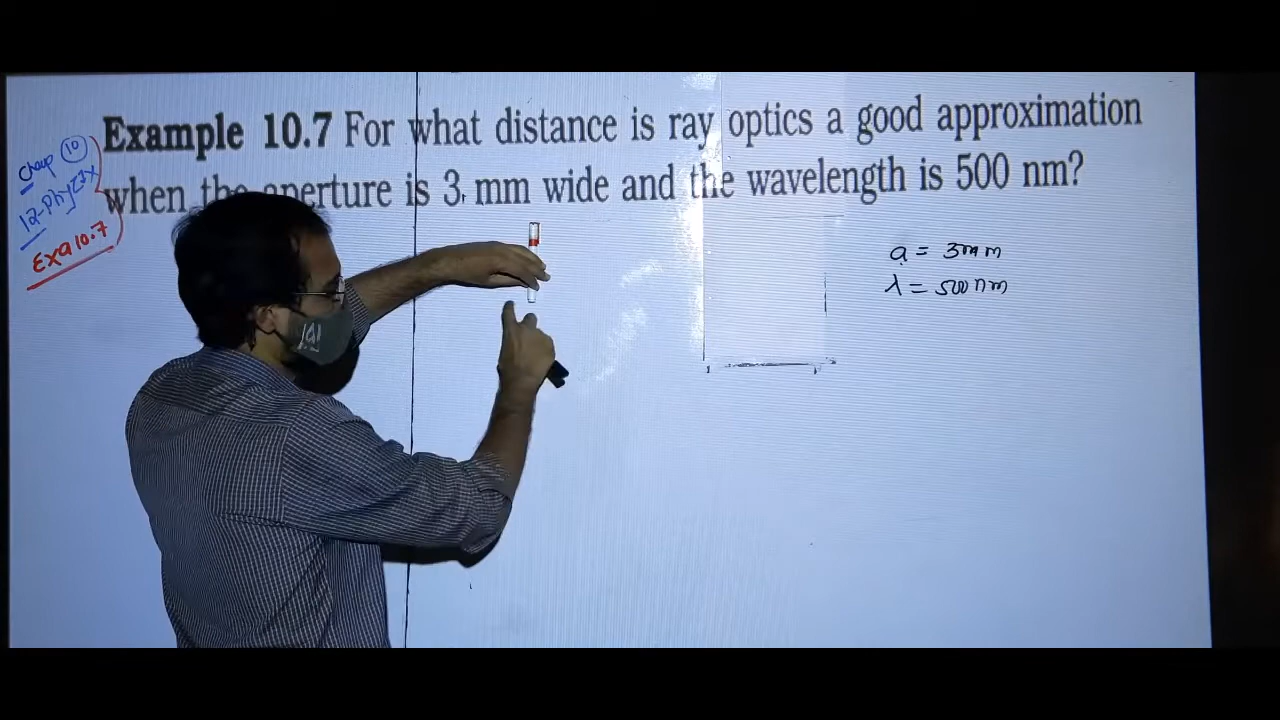 Example 10.7 For what distance is ray optics a good approximation
when the aperture is 3 mm wide and the wavelength is 500 nm?
Chap 10
12-Phy
Exa 10.7
a = 3mm
λ = 500 nm